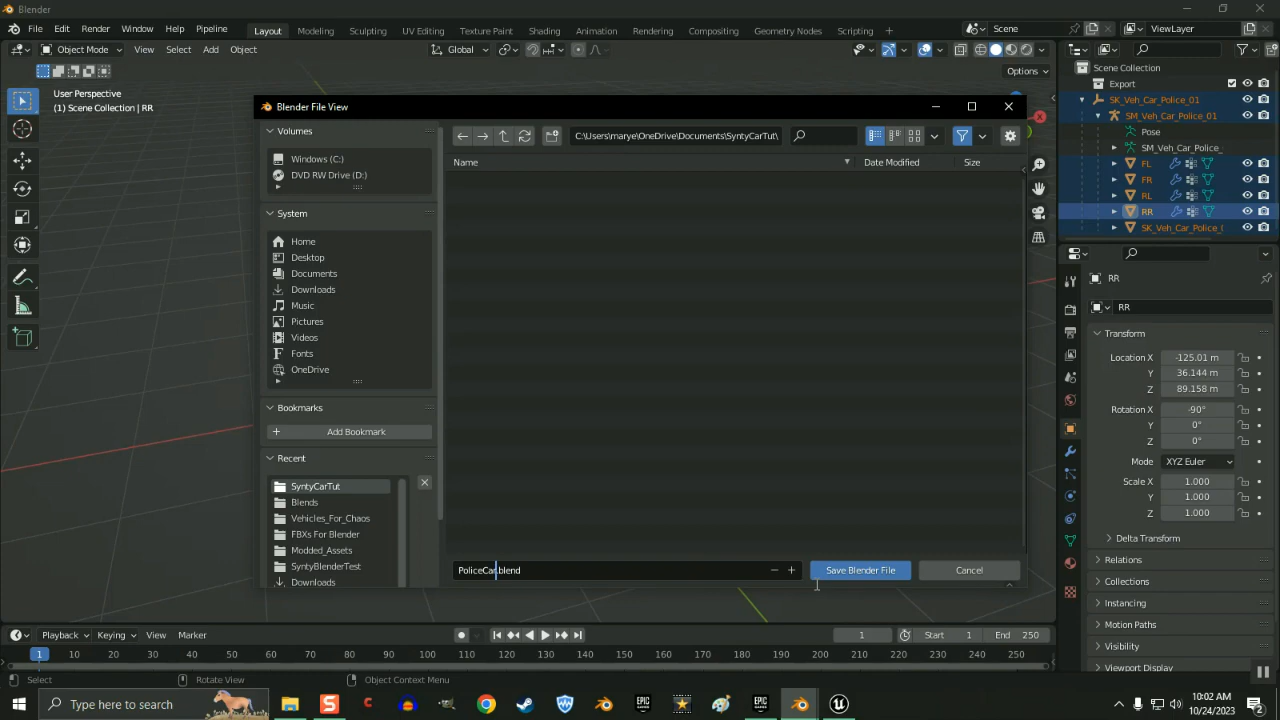 Blender
File Edit Render Window Help Pipeline Layout Modeling Sculpting UV Editing Texture Paint Shading Animation Rendering Compositing Geometry Nodes Scripting Scene ViewLayer
Object Mode View Select Add Object Global
Options
User Perspective
(1) Scene Collection | RR
Scene Collection
Export
SK_Veh_Car_Police_01
SM_Veh_Car_Police_01
Pose
SM_Veh_Car_Police_
FL
FR
RL
RR
SK_Veh_Car_Police_(
Blender File View
Volumes
Windows (C:)
DVD RW Drive (D:)
System
Home
Desktop
Documents
Downloads
Music
Pictures
Videos
Fonts
OneDrive
Bookmarks
Add Bookmark
Recent
SyntyCarTut
Blends
Vehicles_For_Chaos
FBXs For Blender
Modded_Assets
SyntyBlenderTest
Downloads
C:\Users\marye\OneDrive\Documents\SyntyCarTut\
Name Date Modified Size
PoliceCar.blend
Save Blender File Cancel
RR
RR
Transform
Location X -125.01 m
Y 36.144 m
Z 89.158 m
Rotation X -90°
Y 0°
Z 0°
Mode XYZ Euler
Scale X 1.000
Y 1.000
Z 1.000
Delta Transform
Relations
Collections
Instancing
Motion Paths
Visibility
Viewport Display
Playback Keying View Marker 1 Start 1 End 250
1 10 20 30 40 50 60 70 80 90 100 110 120 130 140 150 160 170 180 190 200 210 220 230 240 250
Select Rotate View Object Context Menu
Type here to search
10:02 AM
10/24/2023